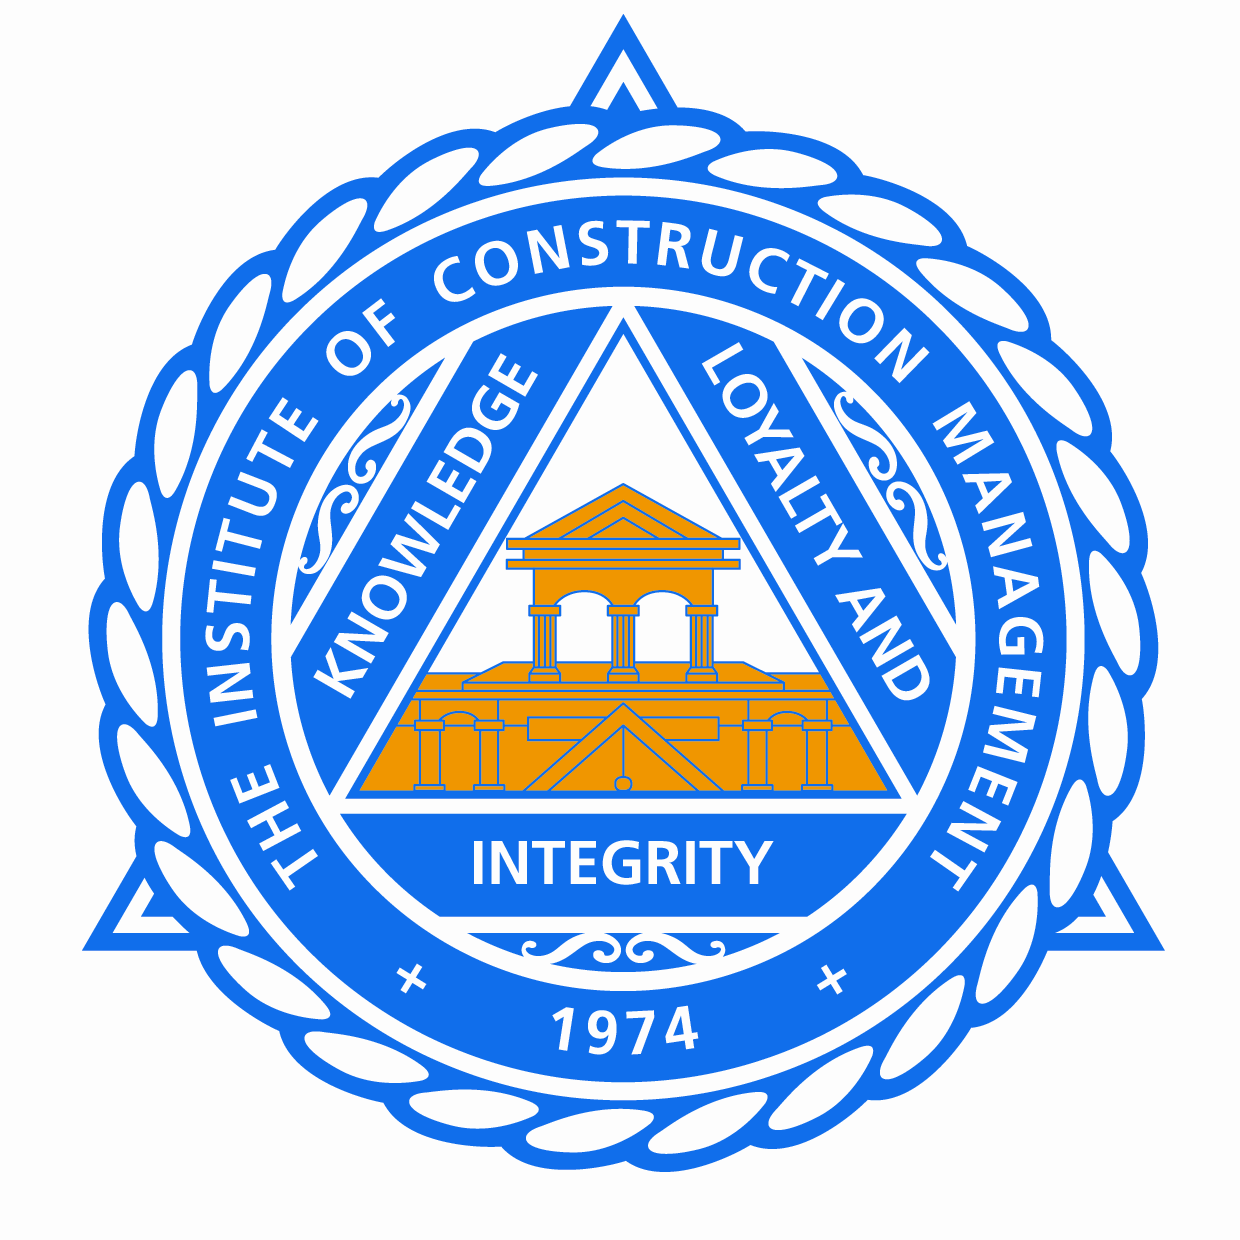 THE INSTITUTE OF CONSTRUCTION MANAGEMENT
KNOWLEDGE
LOYALTY AND
INTEGRITY
+ 1974 +